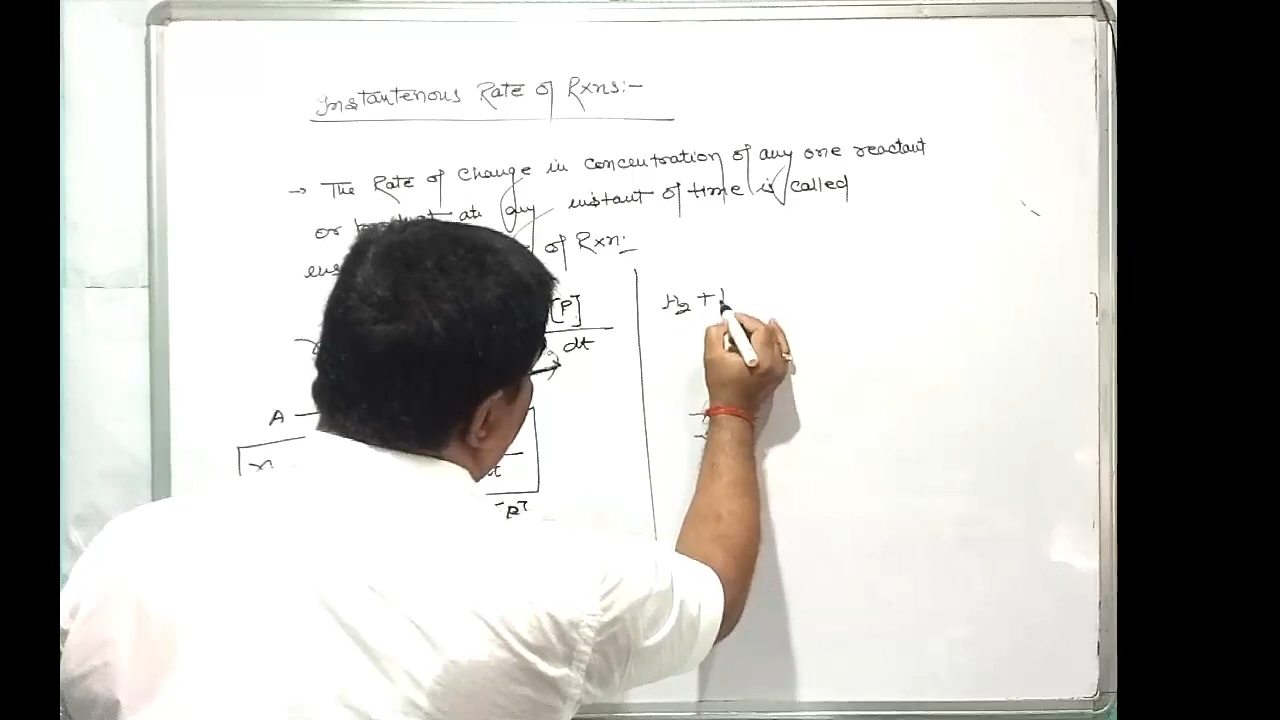 Instantenous Rate of Rxns:-
→ The Rate of change in concentration of any one reactant
or at any instant of time is called
of Rxn:
[P]
dt
A —
H2 +
[P]